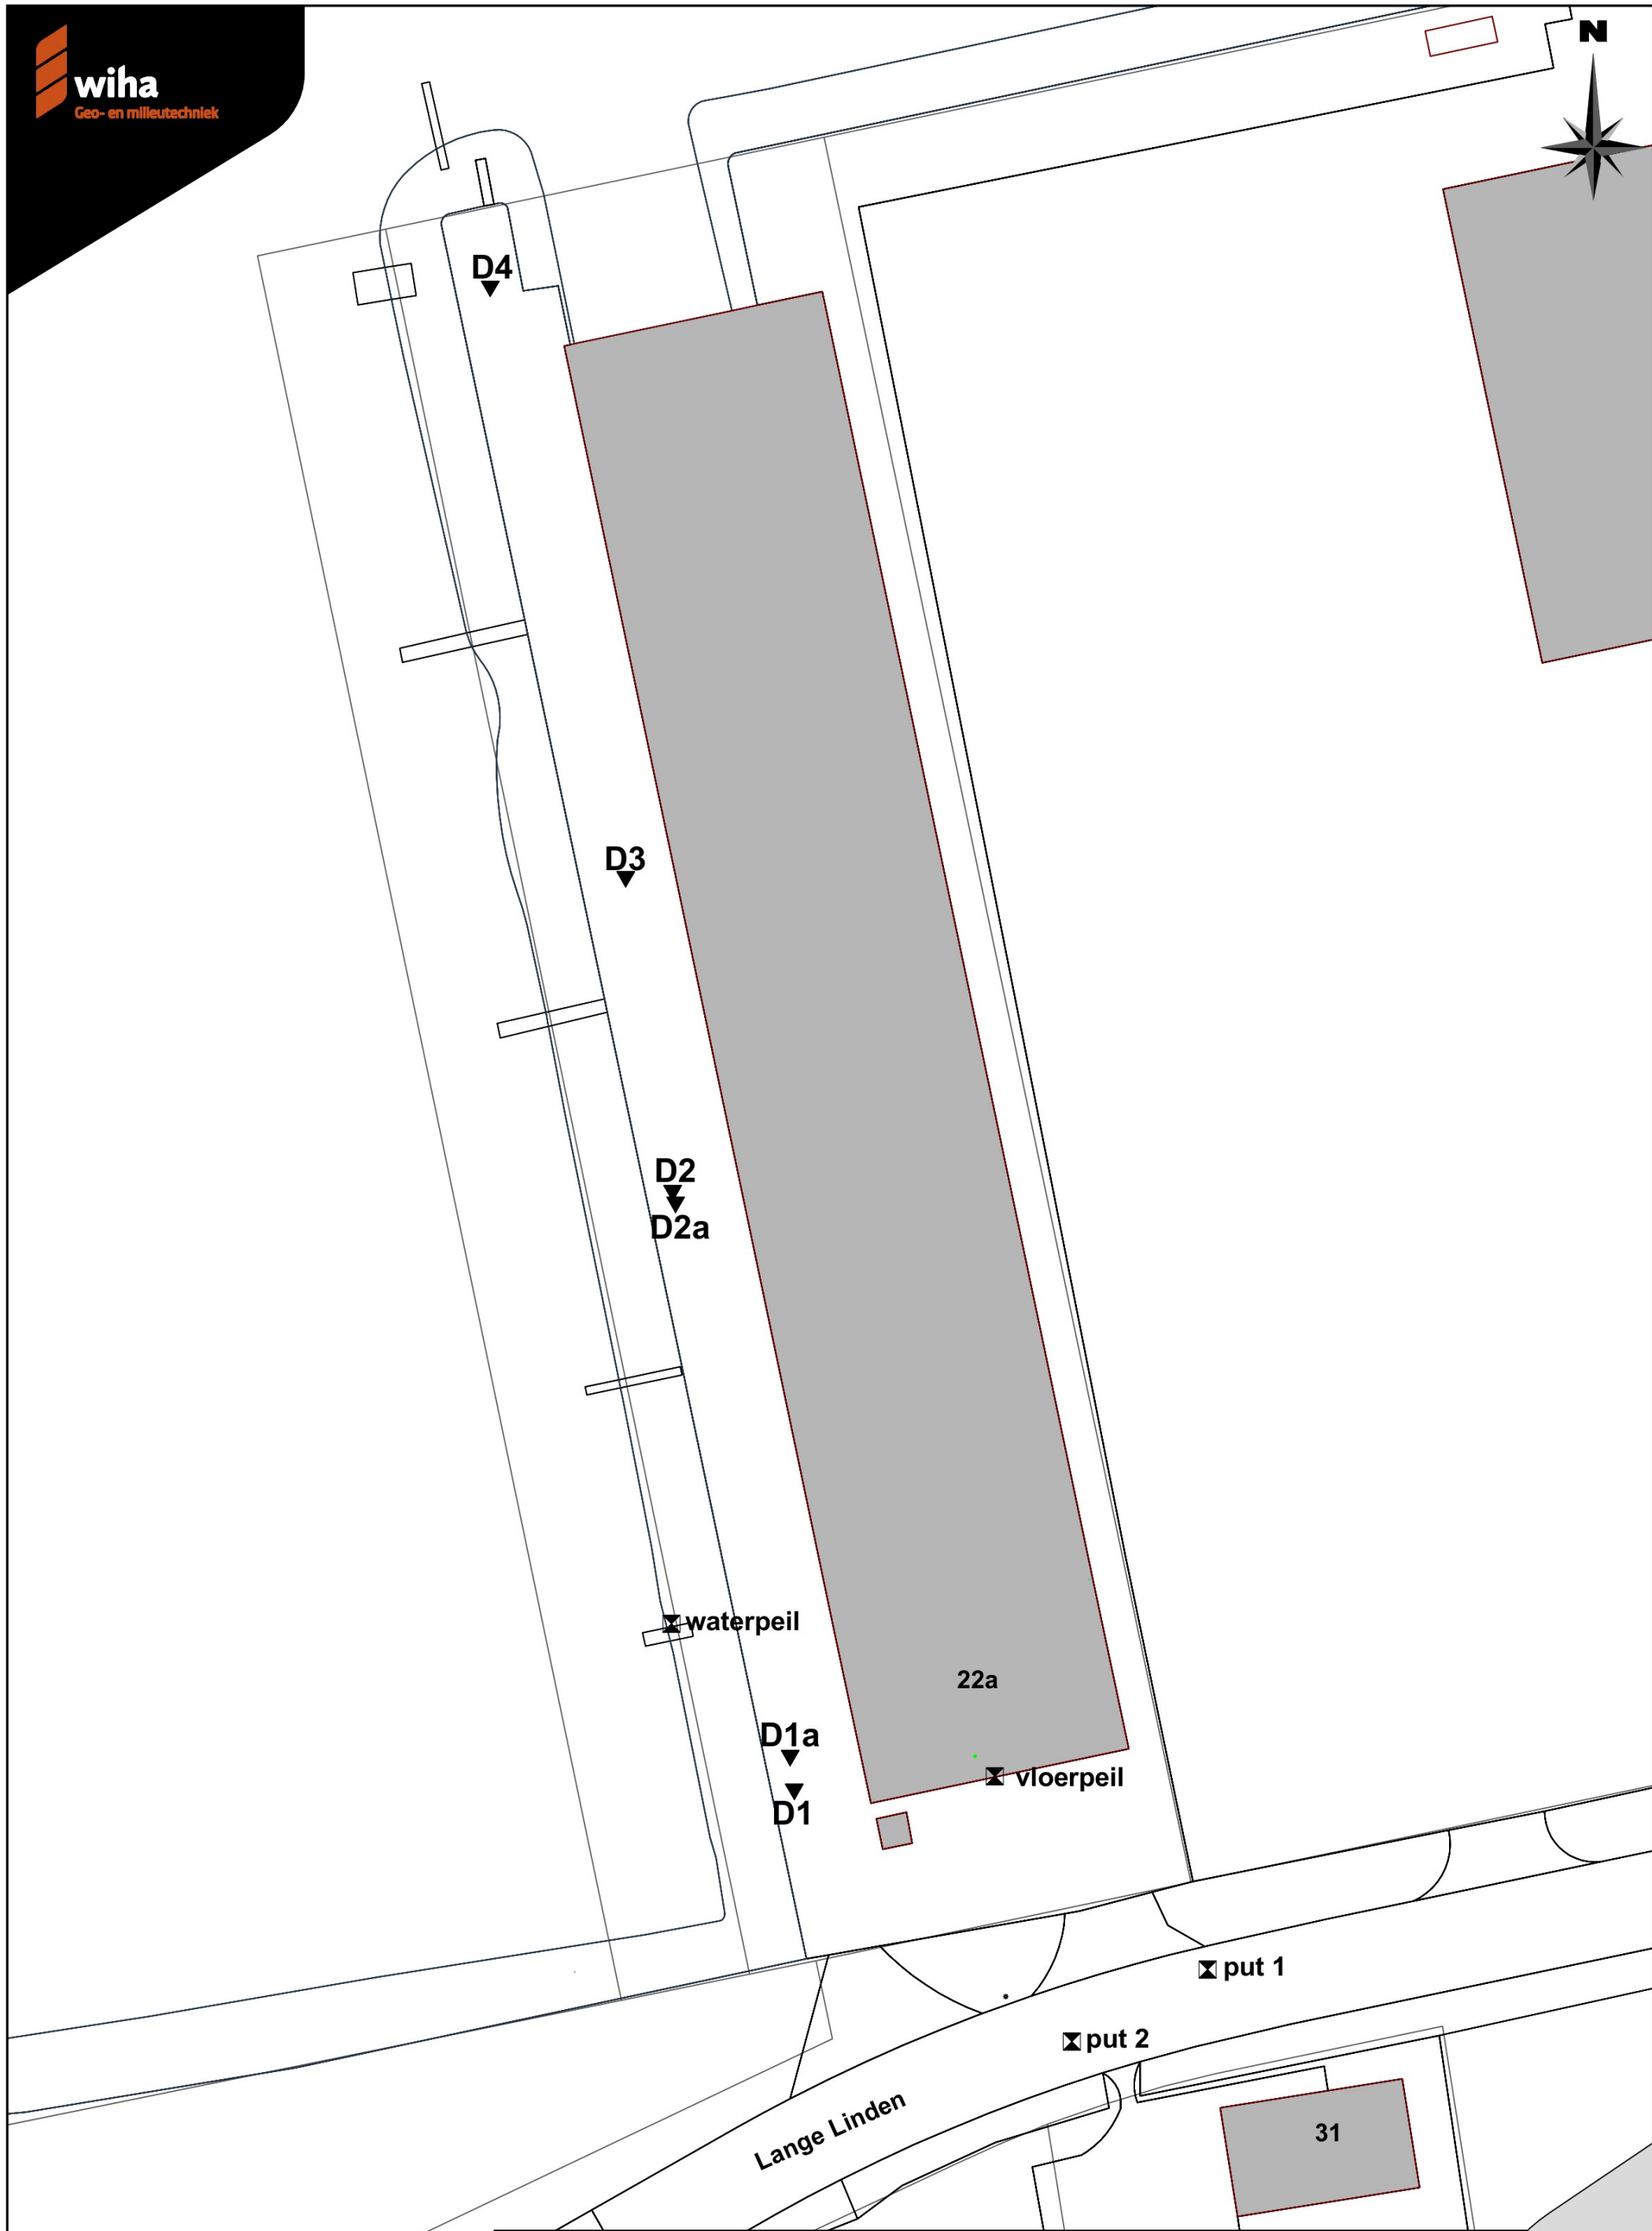 wiha
Geo- en milieutechniek
N
D4
D3
D2
D2a
waterpeil
22a
D1a
vloerpeil
D1
put 1
put 2
Lange Linden
31